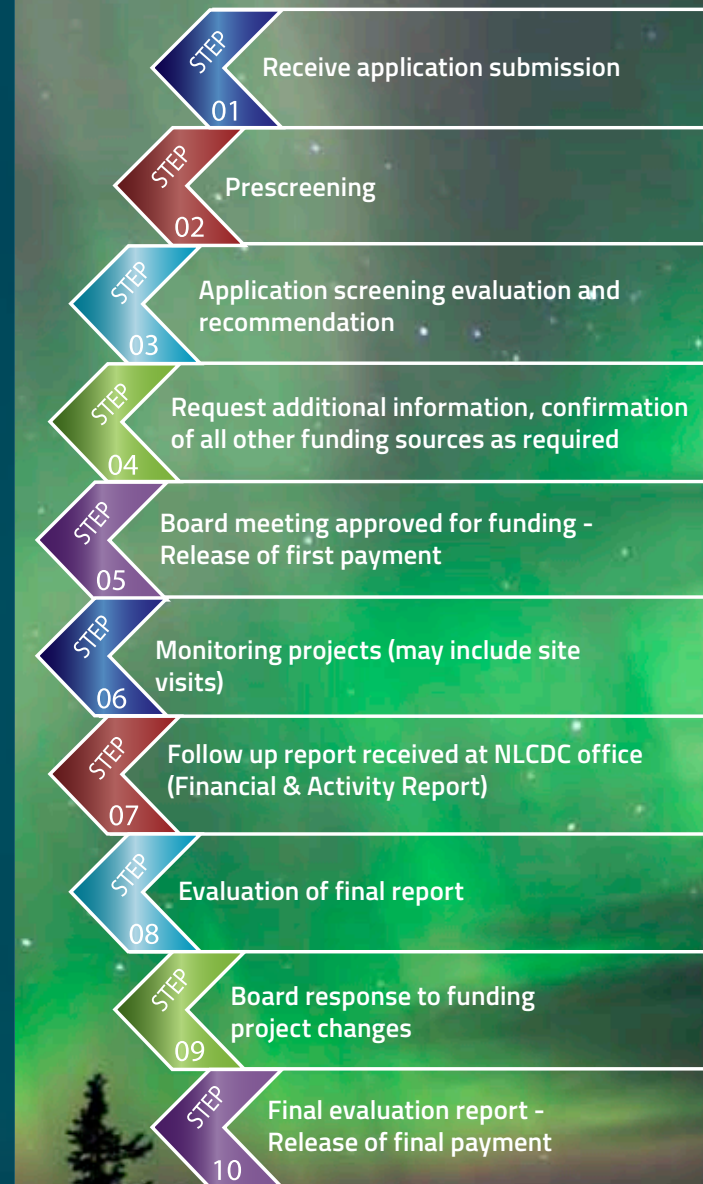 STEP
01
Receive application submission
STEP
02
Prescreening
STEP
03
Application screening evaluation and
recommendation
STEP
04
Request additional information, confirmation
of all other funding sources as required
STEP
05
Board meeting approved for funding -
Release of first payment
STEP
06
Monitoring projects (may include site
visits)
STEP
07
Follow up report received at NLCDC office
(Financial & Activity Report)
STEP
08
Evaluation of final report
STEP
09
Board response to funding
project changes
STEP
10
Final evaluation report -
Release of final payment